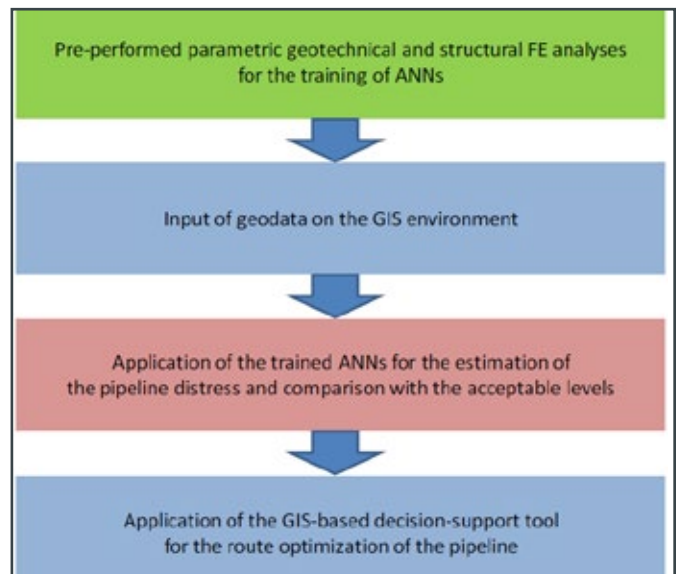 Pre-performed parametric geotechnical and structural FE analyses
for the training of ANNs
Input of geodata on the GIS environment
Application of the trained ANNs for the estimation of
the pipeline distress and comparison with the acceptable levels
Application of the GIS-based decision-support tool
for the route optimization of the pipeline